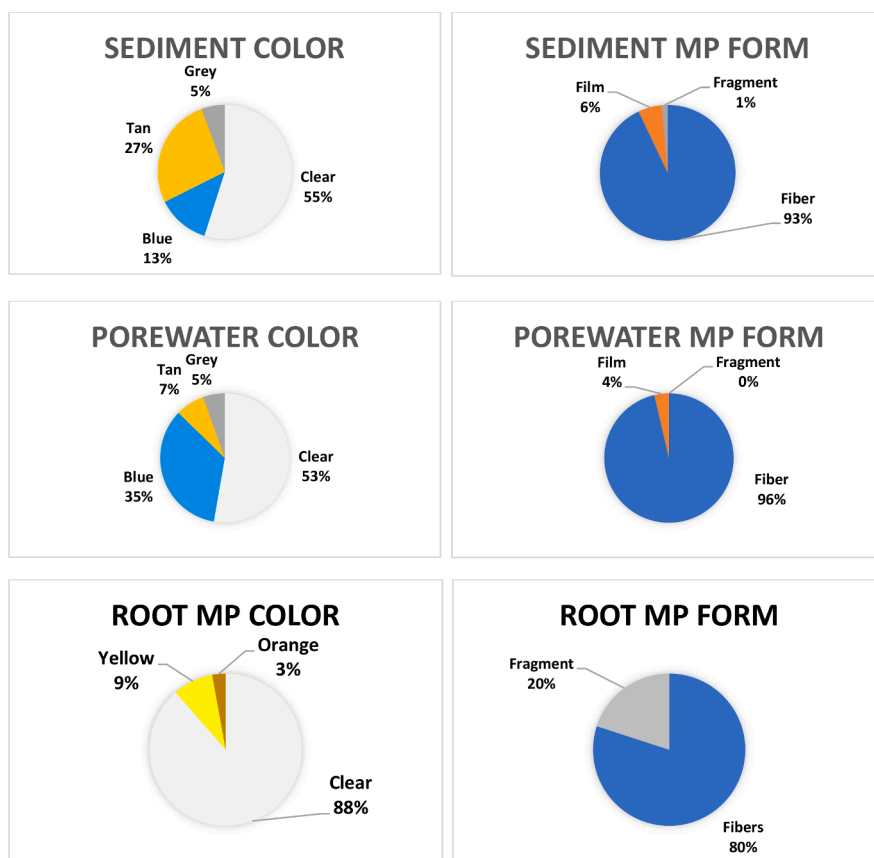 SEDIMENT COLOR
Grey
5%
Tan
27%
Clear
55%
Blue
13%
SEDIMENT MP FORM
Film
6%
Fragment
1%
Fiber
93%
POREWATER COLOR
Grey
5%
Tan
7%
Clear
53%
Blue
35%
POREWATER MP FORM
Film
4%
Fragment
0%
Fiber
96%
ROOT MP COLOR
Orange
3%
Yellow
9%
Clear
88%
ROOT MP FORM
Fragment
20%
Fibers
80%